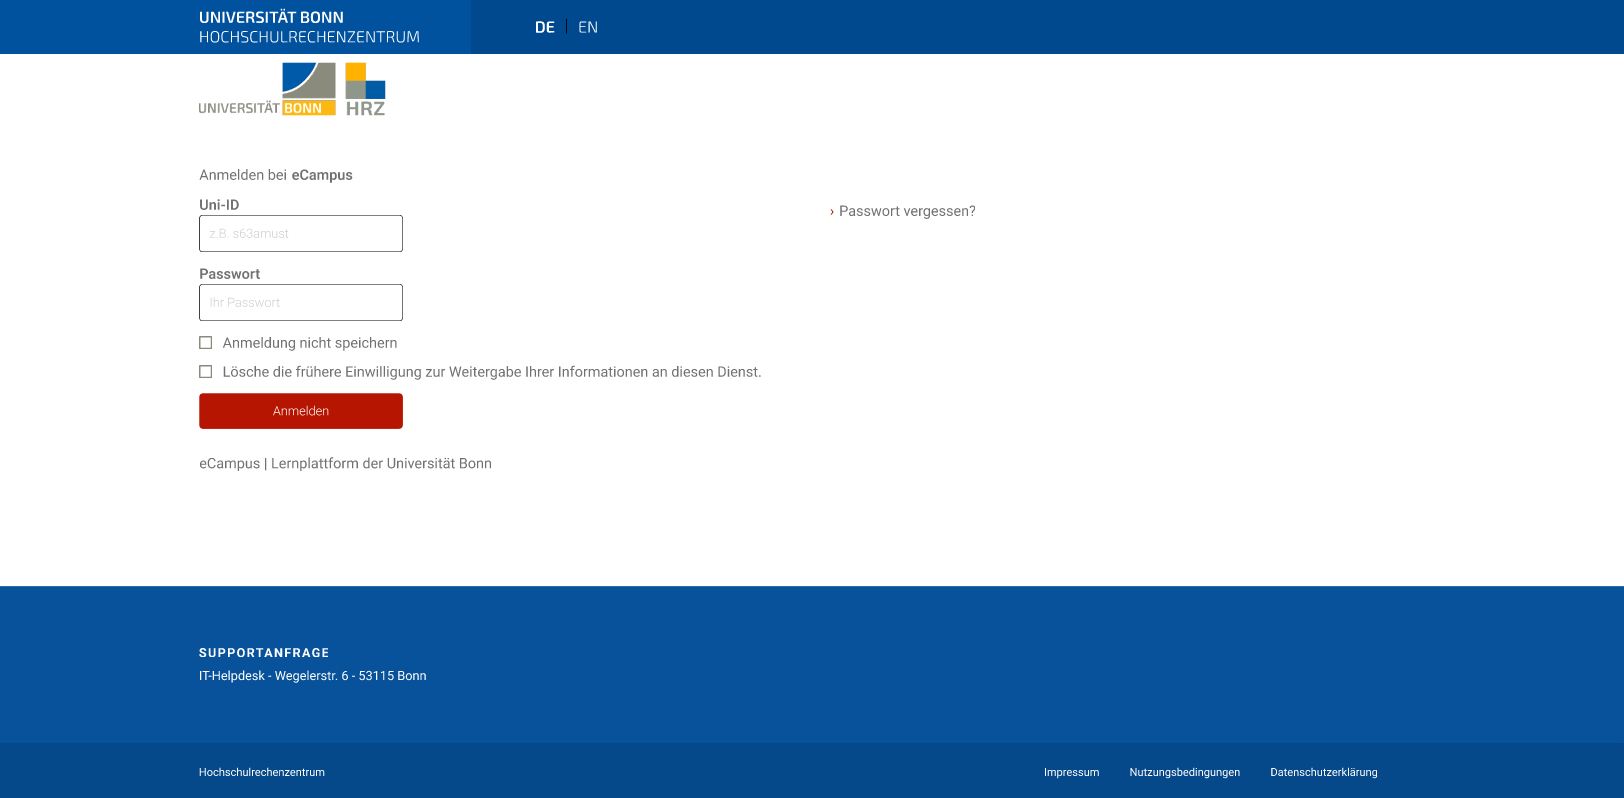 UNIVERSITÄT BONN
HOCHSCHULRECHENZENTRUM
DE | EN
UNIVERSITÄT BONN HRZ
Anmelden bei eCampus
Uni-ID
z.B. s63amust
› Passwort vergessen?
Passwort
Ihr Passwort
Anmeldung nicht speichern
Lösche die frühere Einwilligung zur Weitergabe Ihrer Informationen an diesen Dienst.
Anmelden
eCampus | Lernplattform der Universität Bonn
SUPPORTANFRAGE
IT-Helpdesk - Wegelerstr. 6 - 53115 Bonn
Hochschulrechenzentrum
Impressum Nutzungsbedingungen Datenschutzerklärung